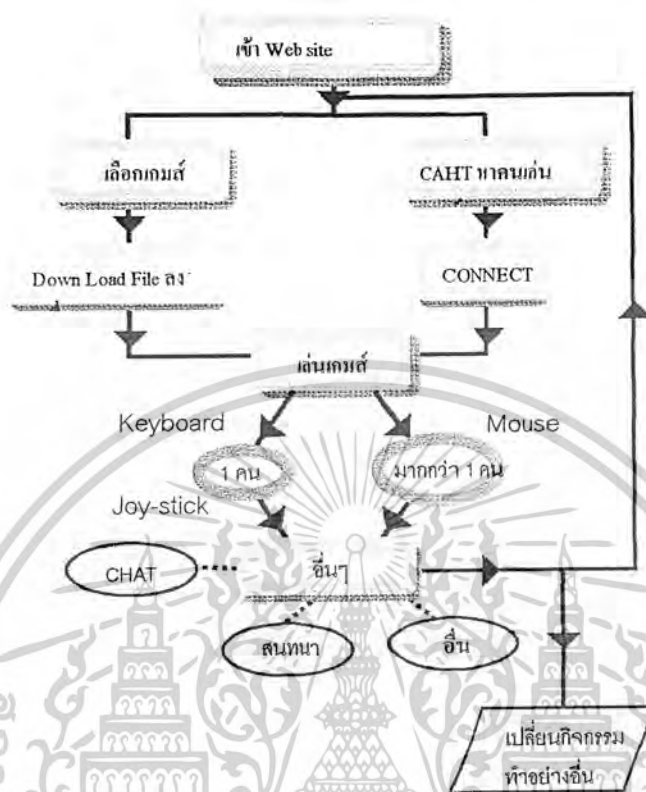 เข้า Web site
เลือกเกมส์
CAHT หาคนเล่น
Down Load File ลง
CONNECT
เล่นเกมส์
Keyboard
Mouse
1 คน
มากกว่า 1 คน
Joy-stick
CHAT
อื่นๆ
สนทนา
อื่น
เปลี่ยนกิจกรรม
ทำอย่างอื่น